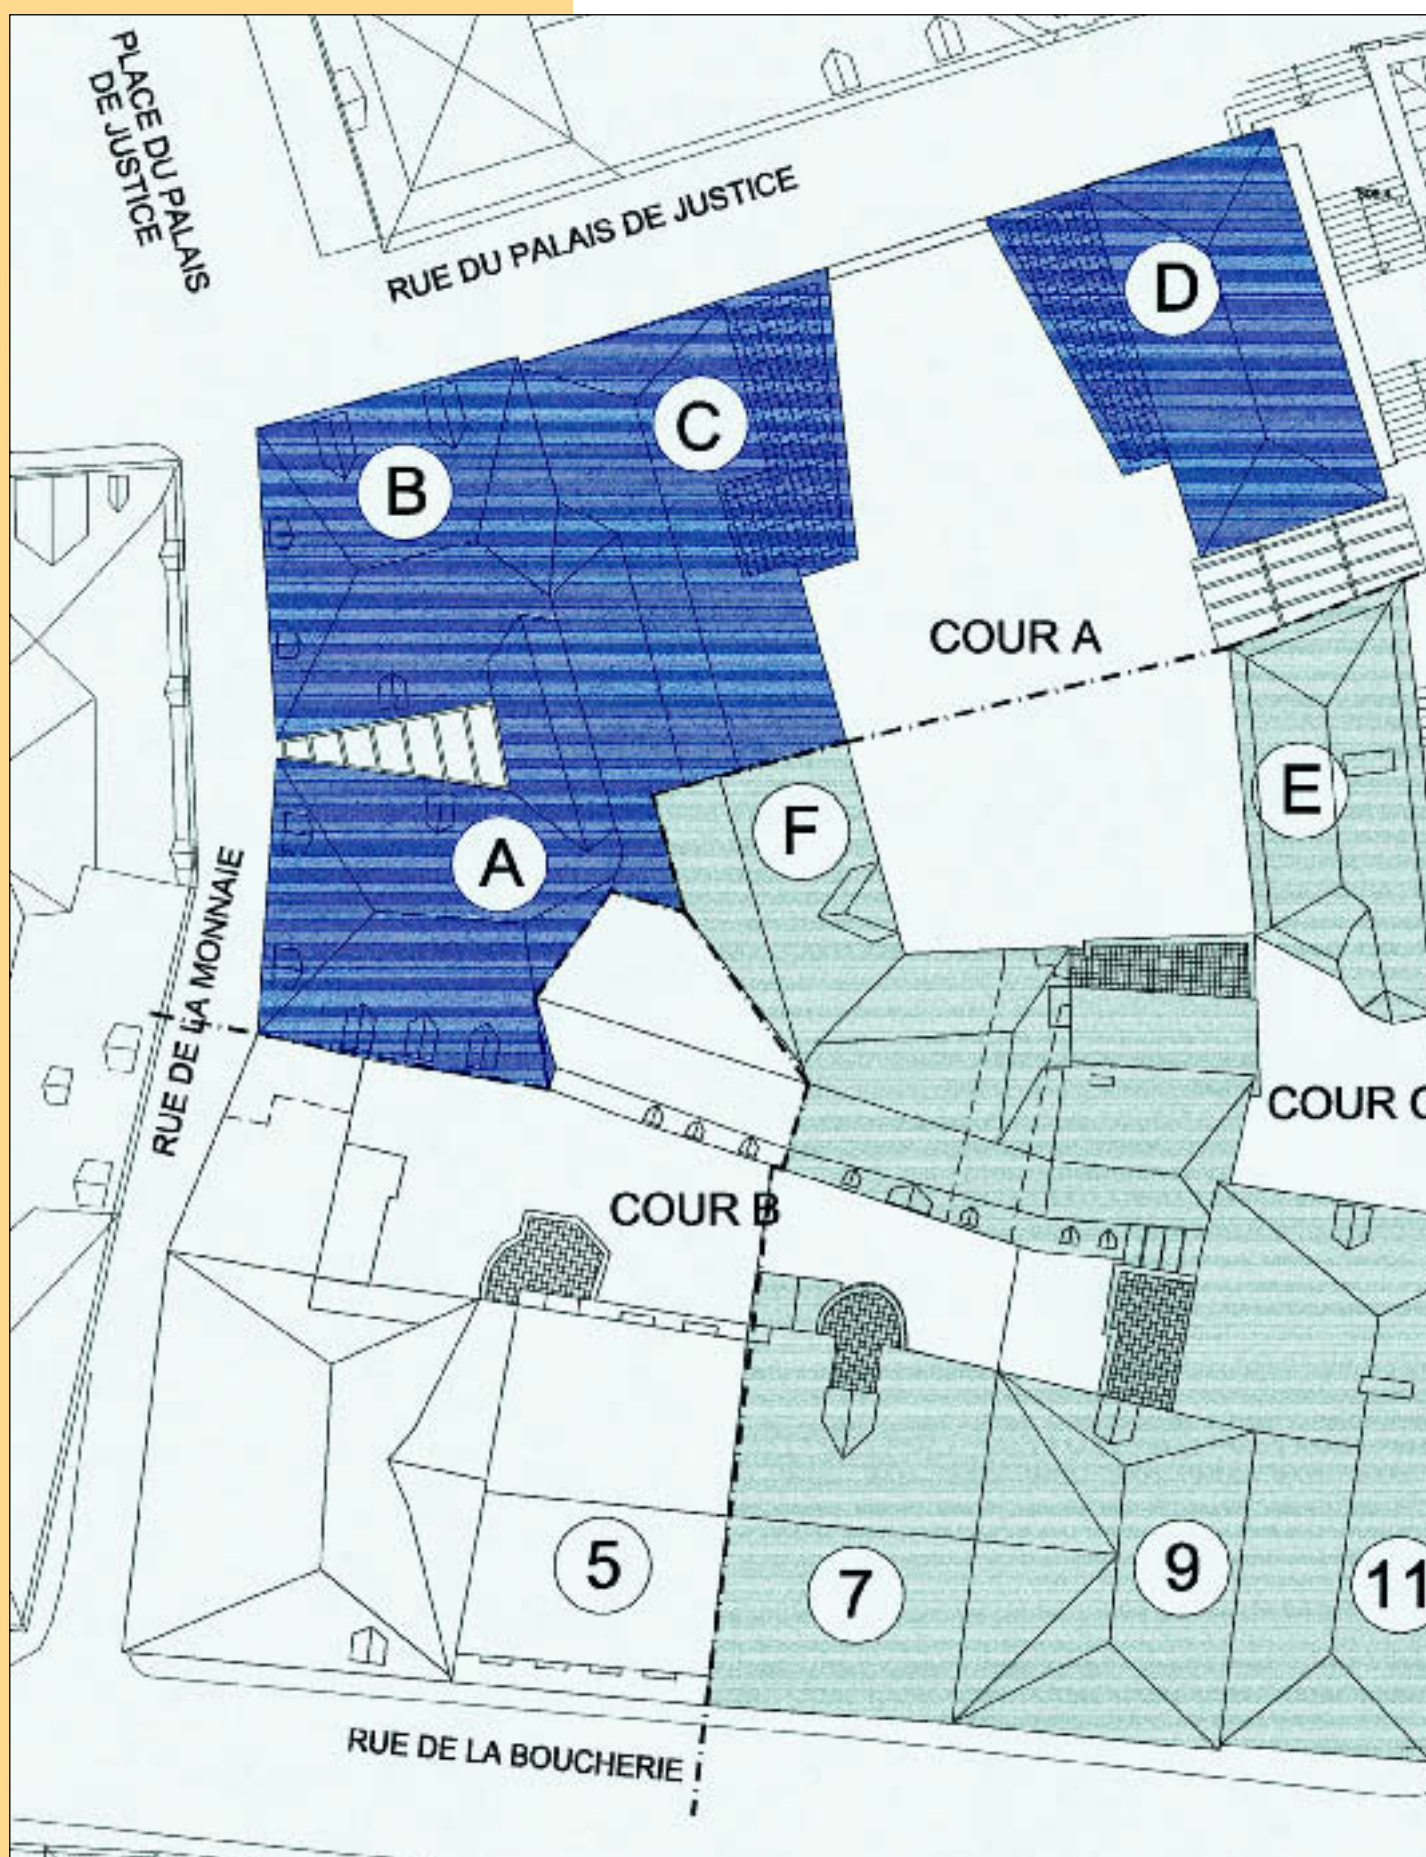 PLACE DU PALAIS
DE JUSTICE
RUE DU PALAIS DE JUSTICE
D
C
B
COUR A
E
F
A
RUE DE LA MONNAIE
COUR C
COUR B
5
7
9
11
RUE DE LA BOUCHERIE